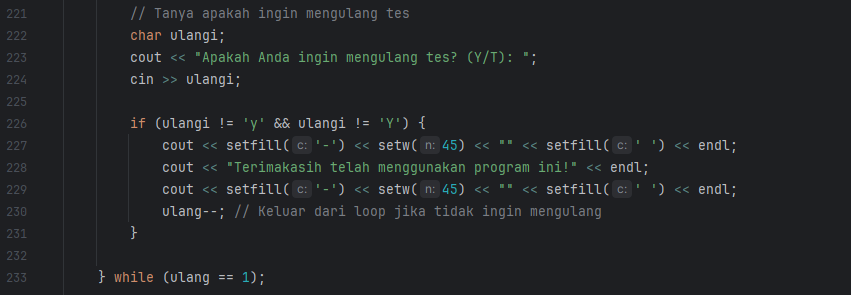 221 // Tanya apakah ingin mengulang tes
222 char ulangi;
223 cout << "Apakah Anda ingin mengulang tes? (Y/T): ";
224 cin >> ulangi;
225
226 if (ulangi != 'y' && ulangi != 'Y') {
227 cout << setfill( c: '-') << setw( n: 45) << "" << setfill( c: ' ') << endl;
228 cout << "Terimakasih telah menggunakan program ini!" << endl;
229 cout << setfill( c: '-') << setw( n: 45) << "" << setfill( c: ' ') << endl;
230 ulang--; // Keluar dari loop jika tidak ingin mengulang
231 }
232
233 } while (ulang == 1);